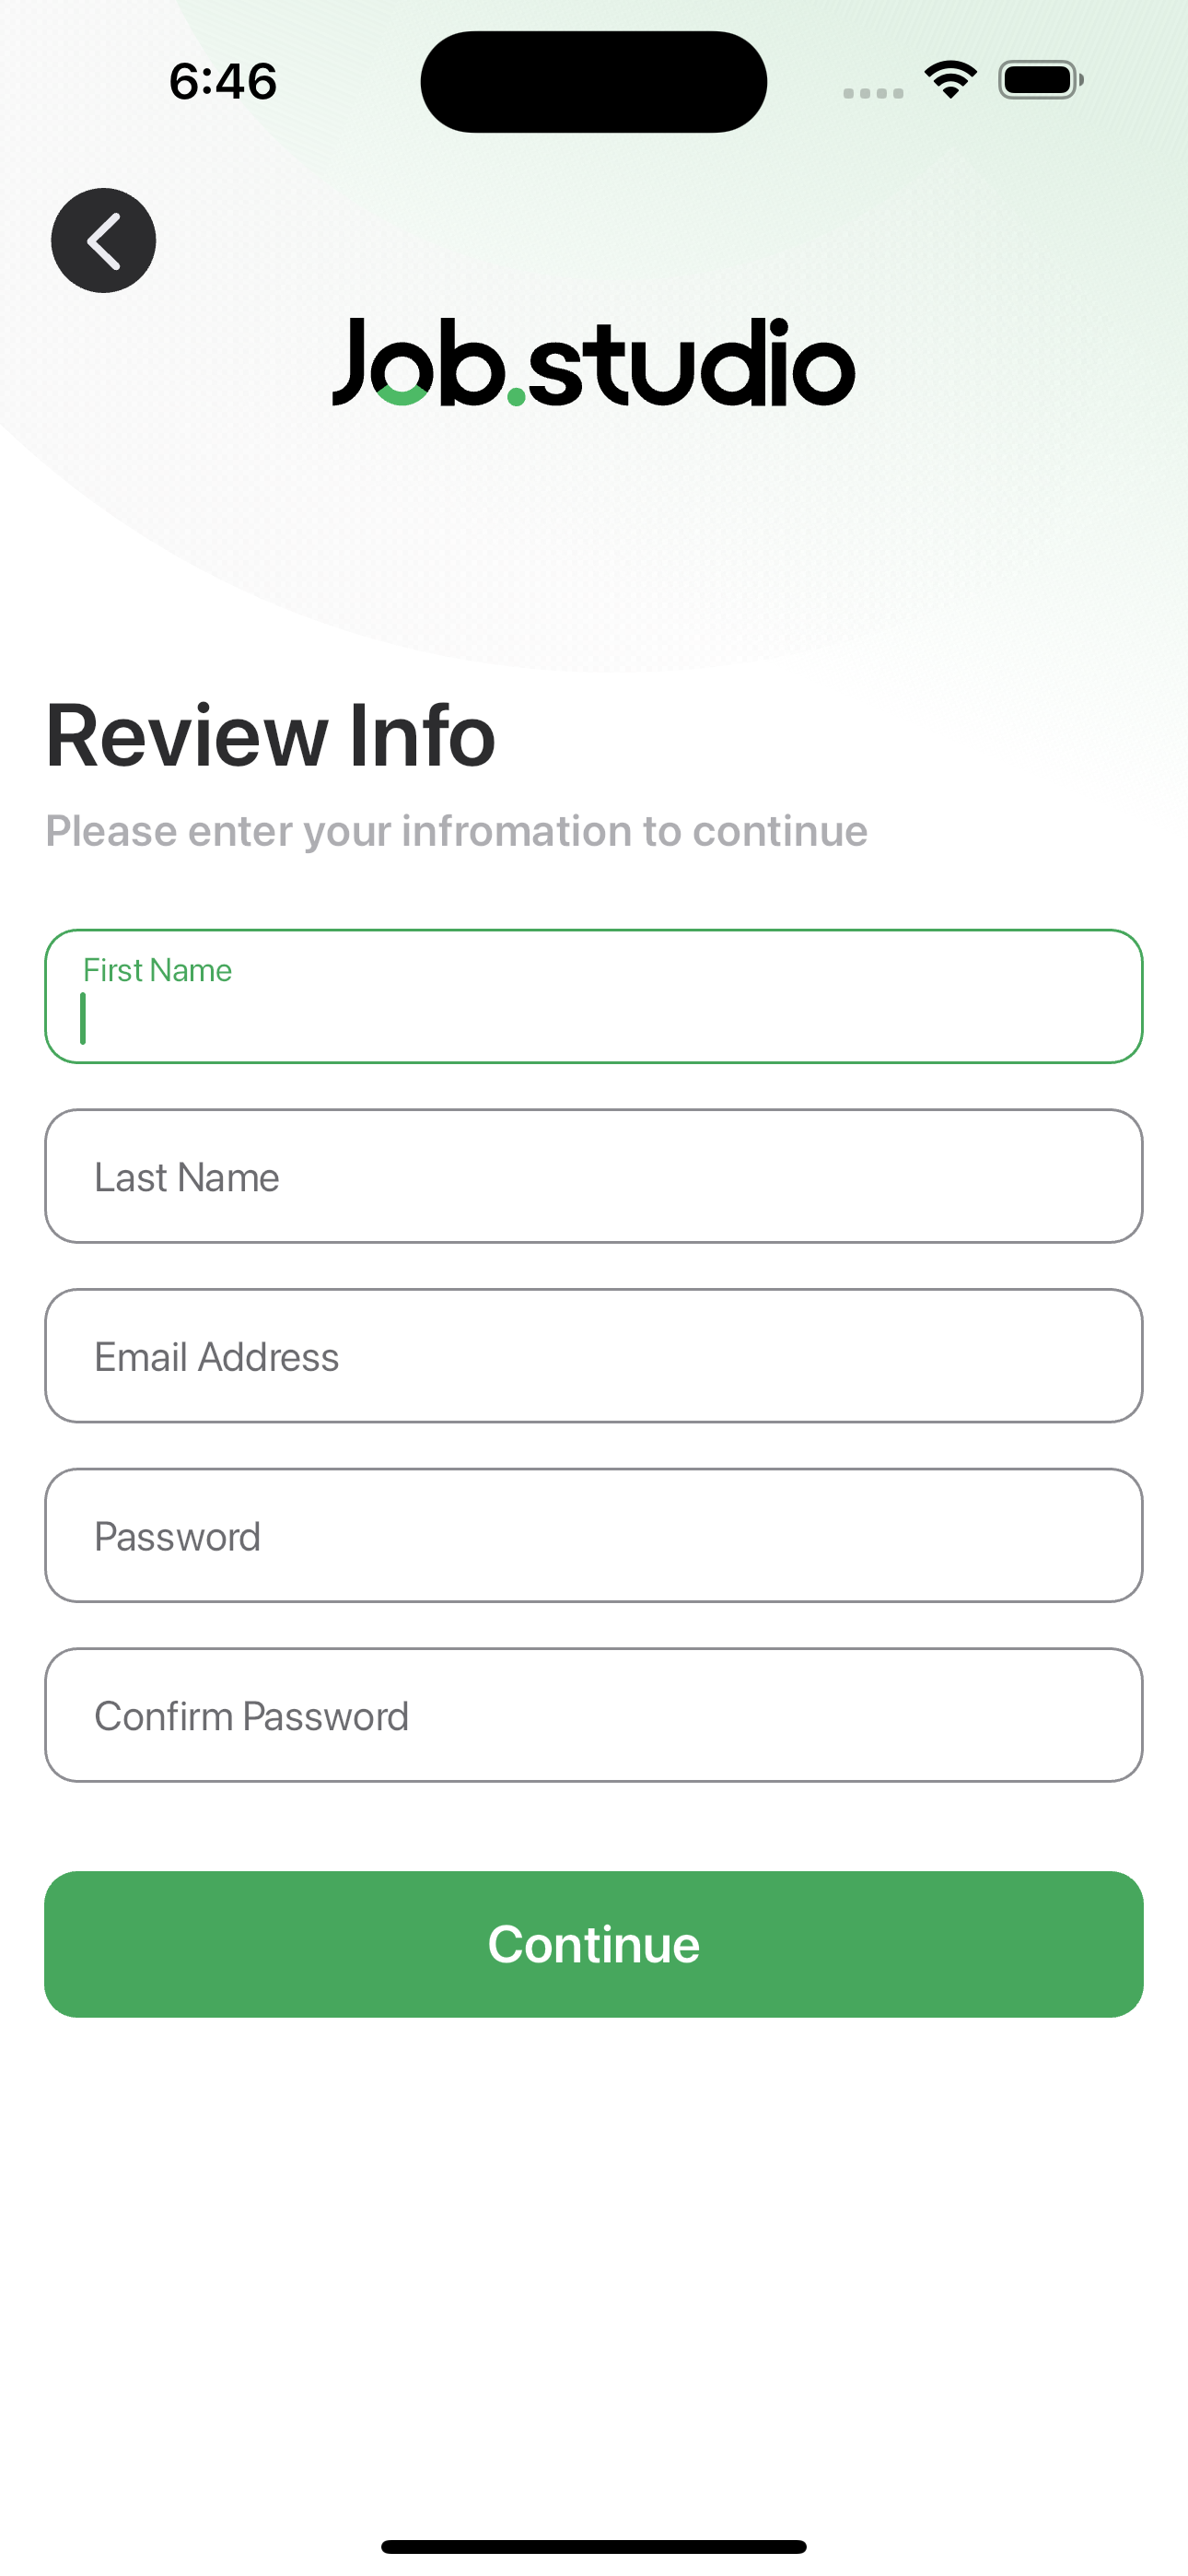 6:46
Job.studio
Review Info
Please enter your infromation to continue
First Name
Last Name
Email Address
Password
Confirm Password
Continue